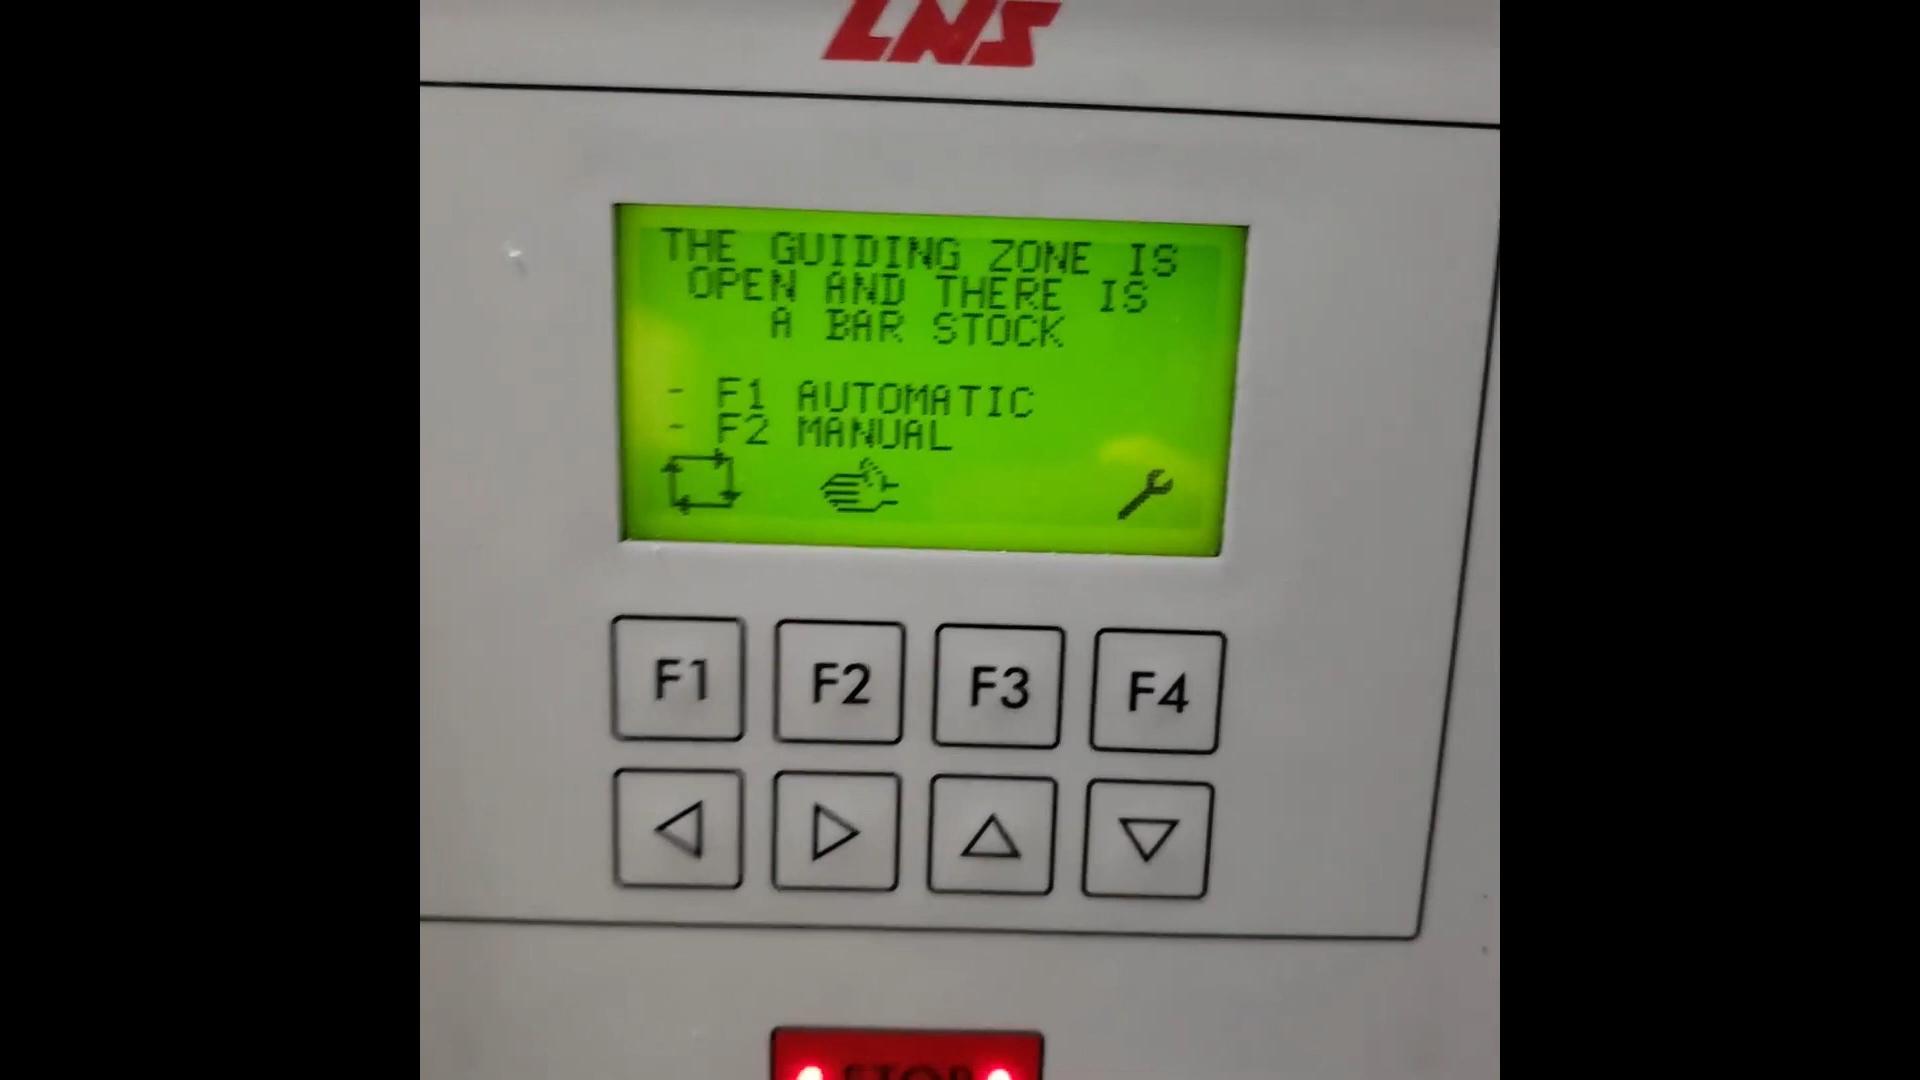 LNS
THE GUIDING ZONE IS
OPEN AND THERE IS
A BAR STOCK
- F1 AUTOMATIC
- F2 MANUAL
F1 F2 F3 F4
STOP